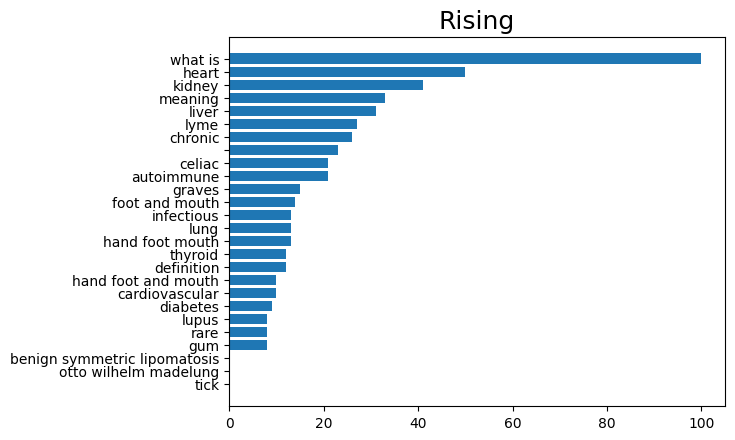 Rising
what is
heart
kidney
meaning
liver
lyme
chronic
celiac
autoimmune
graves
foot and mouth
infectious
lung
hand foot mouth
thyroid
definition
hand foot and mouth
cardiovascular
diabetes
lupus
rare
gum
benign symmetric lipomatosis
otto wilhelm madelung
tick
0 20 40 60 80 100